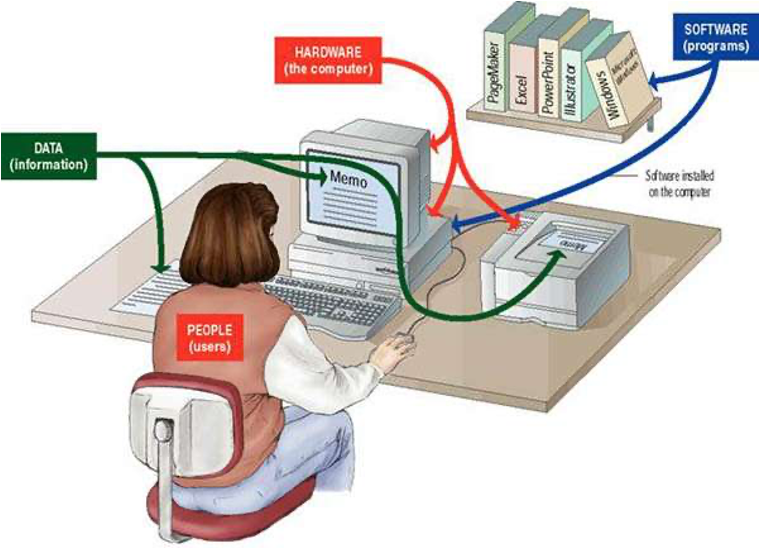 SOFTWARE
(programs)
HARDWARE
(the computer)
PageMaker
Excel
PowerPoint
Illustrator
Windows
Microsoft
Windows
DATA
(information)
Memo
Software installed
on the computer
Memo
PEOPLE
(users)